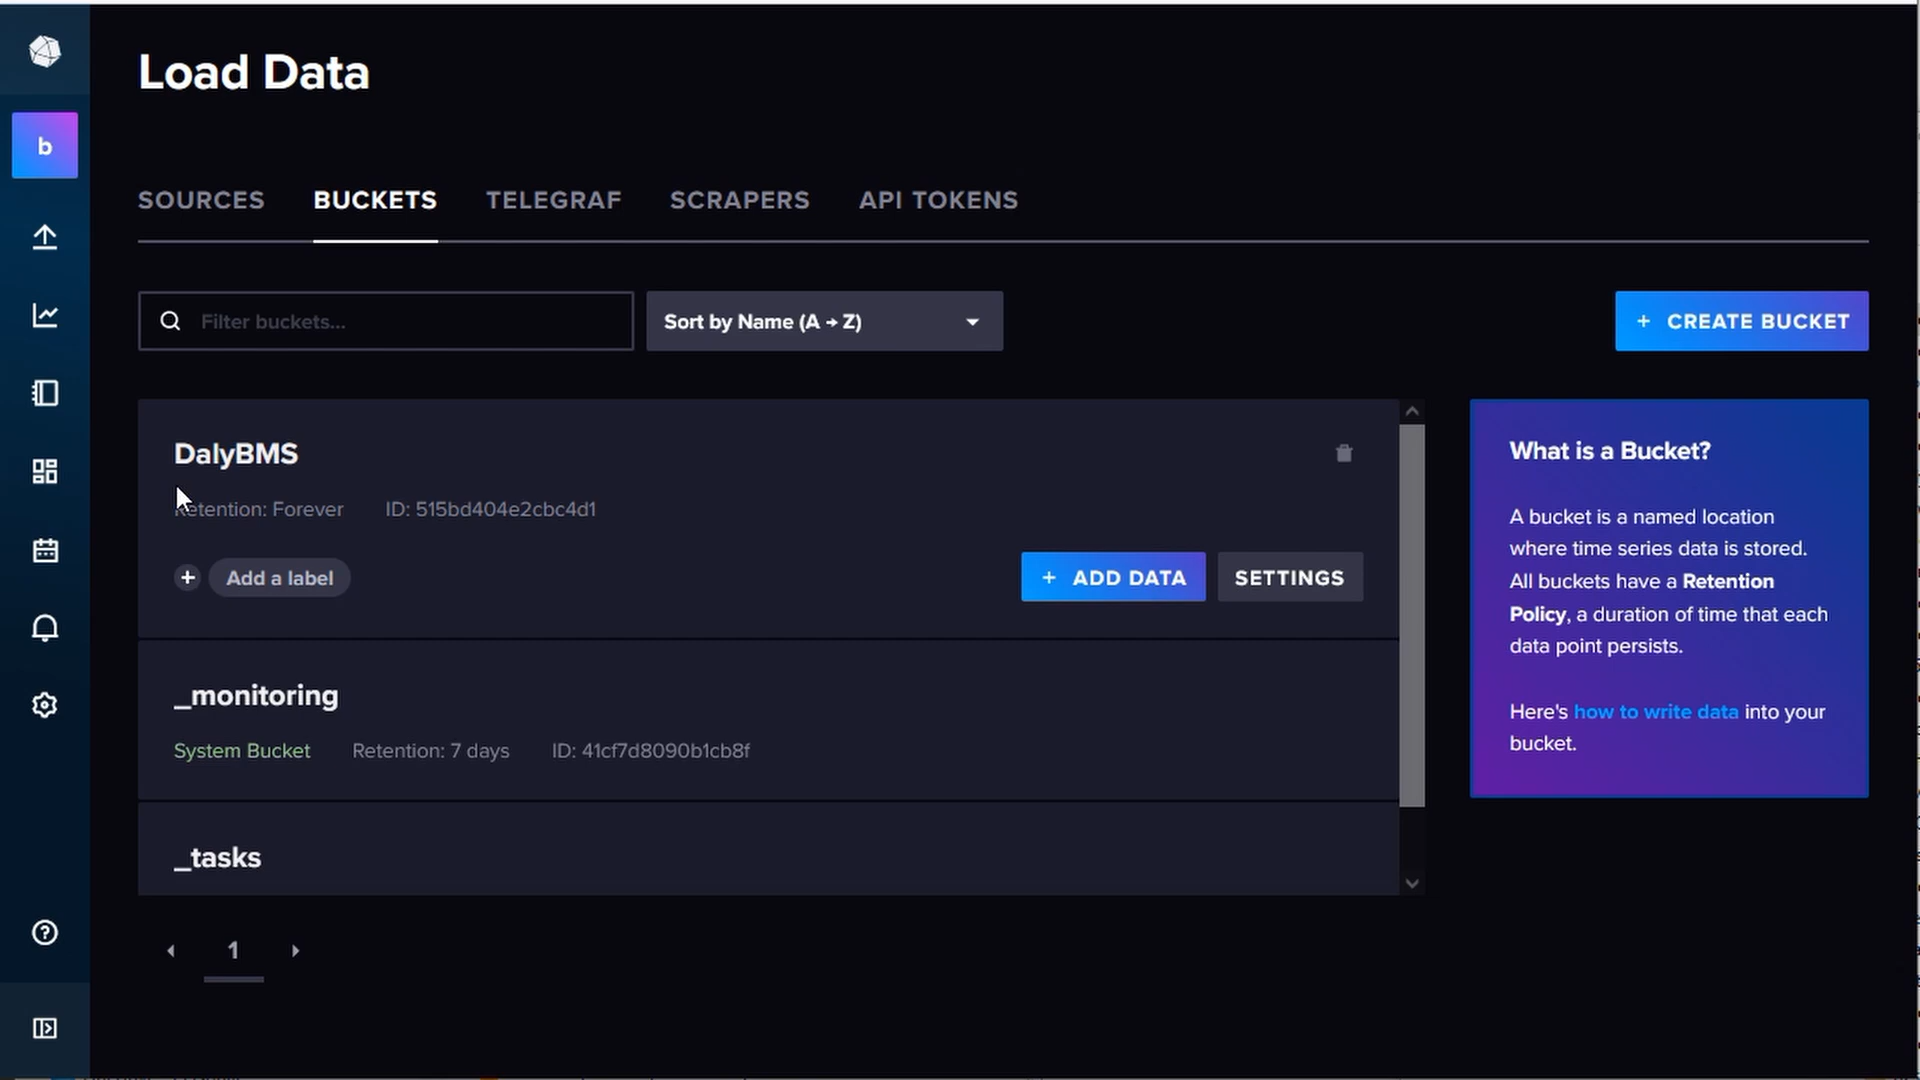 Load Data
b
SOURCES BUCKETS TELEGRAF SCRAPERS API TOKENS
Filter buckets...
Sort by Name (A → Z)
+ CREATE BUCKET
DalyBMS
Retention: Forever ID: 515bd404e2cbc4d1
+ Add a label
+ ADD DATA
SETTINGS
_monitoring
System Bucket Retention: 7 days ID: 41cf7d8090b1cb8f
_tasks
1
What is a Bucket?
A bucket is a named location
where time series data is stored.
All buckets have a Retention
Policy, a duration of time that each
data point persists.
Here's how to write data into your
bucket.